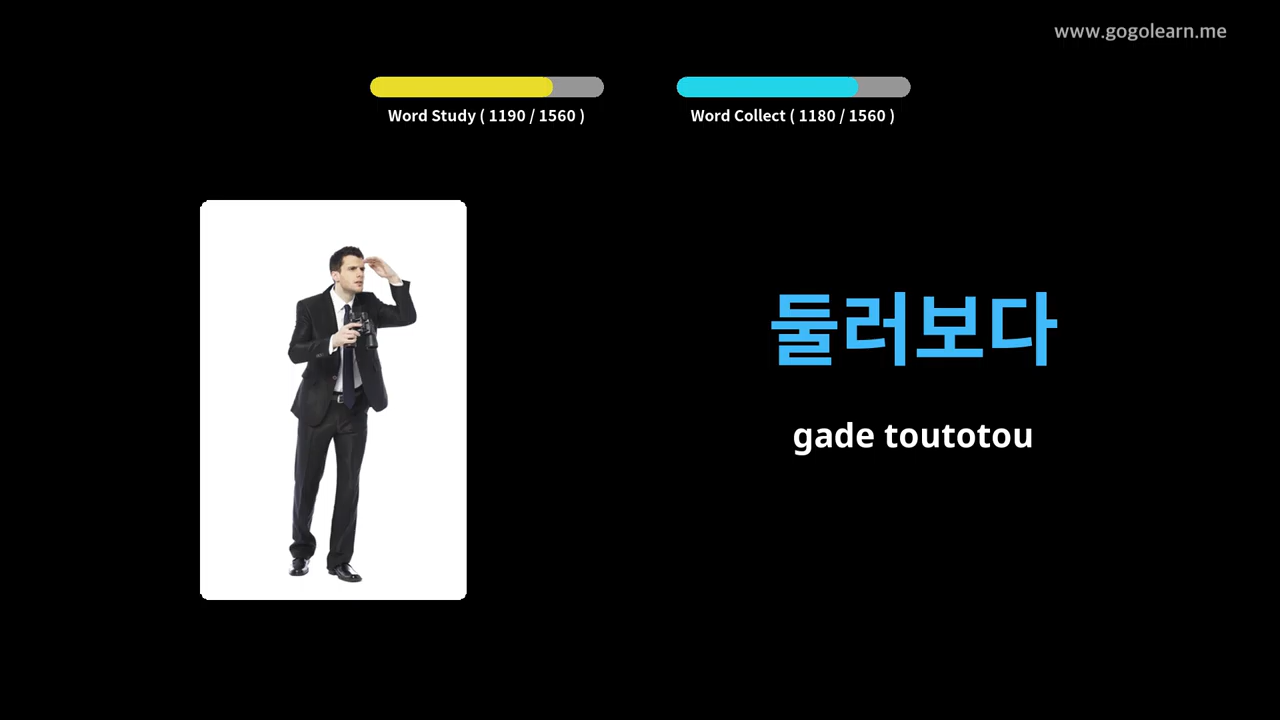 www.gogolearn.me
Word Study ( 1190 / 1560 )
Word Collect ( 1180 / 1560 )
둘러보다
gade toutotou